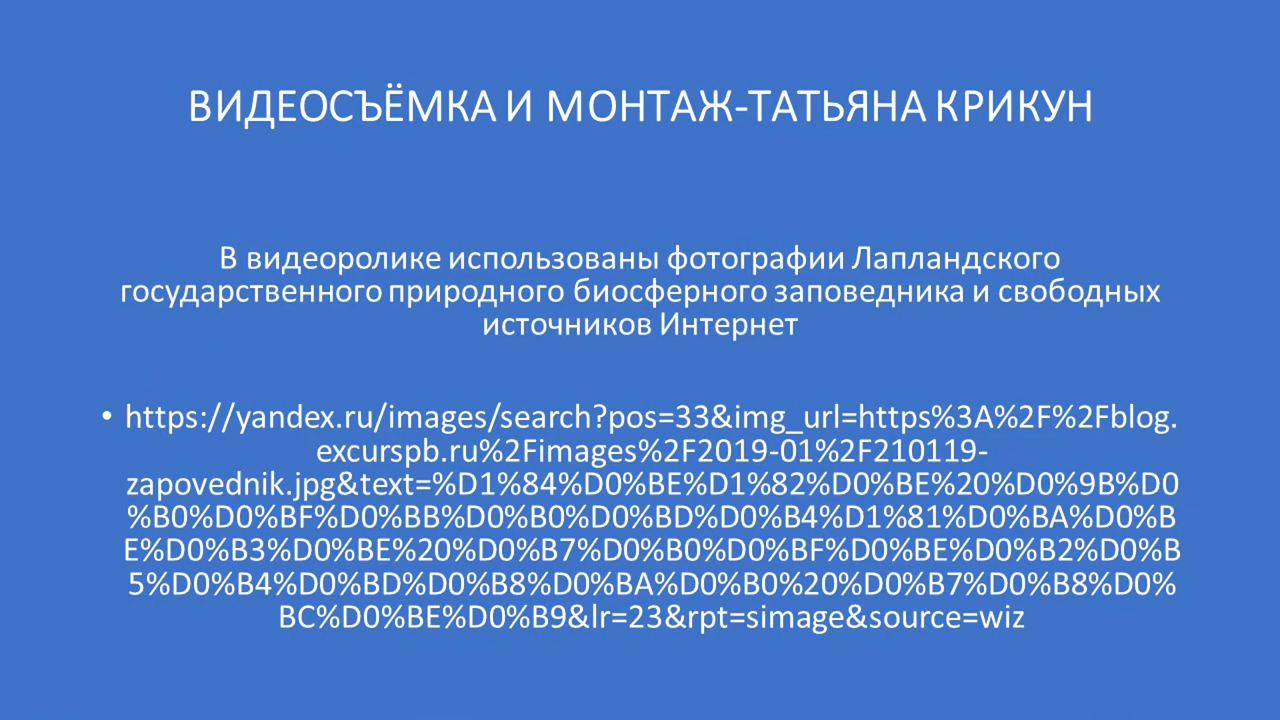 ВИДЕОСЪЁМКА И МОНТАЖ-ТАТЬЯНА КРИКУН
В видеоролике использованы фотографии Лапландского
государственного природного биосферного заповедника и свободных
источников Интернет
• https://yandex.ru/images/search?pos=33&img_url=https%3A%2F%2Fblog.
excurspb.ru%2Fimages%2F2019-01%2F210119-
zapovednik.jpg&text=%D1%84%D0%BE%D1%82%D0%BE%20%D0%9B%D0
%B0%D0%BF%D0%BB%D0%B0%D0%BD%D0%B4%D1%81%D0%BA%D0%B
E%D0%B3%D0%BE%20%D0%B7%D0%B0%D0%BF%D0%BE%D0%B2%D0%B
5%D0%B4%D0%BD%D0%B8%D0%BA%D0%B0%20%D0%B7%D0%B8%D0%
BC%D0%BE%D0%B9&lr=23&rpt=simage&source=wiz